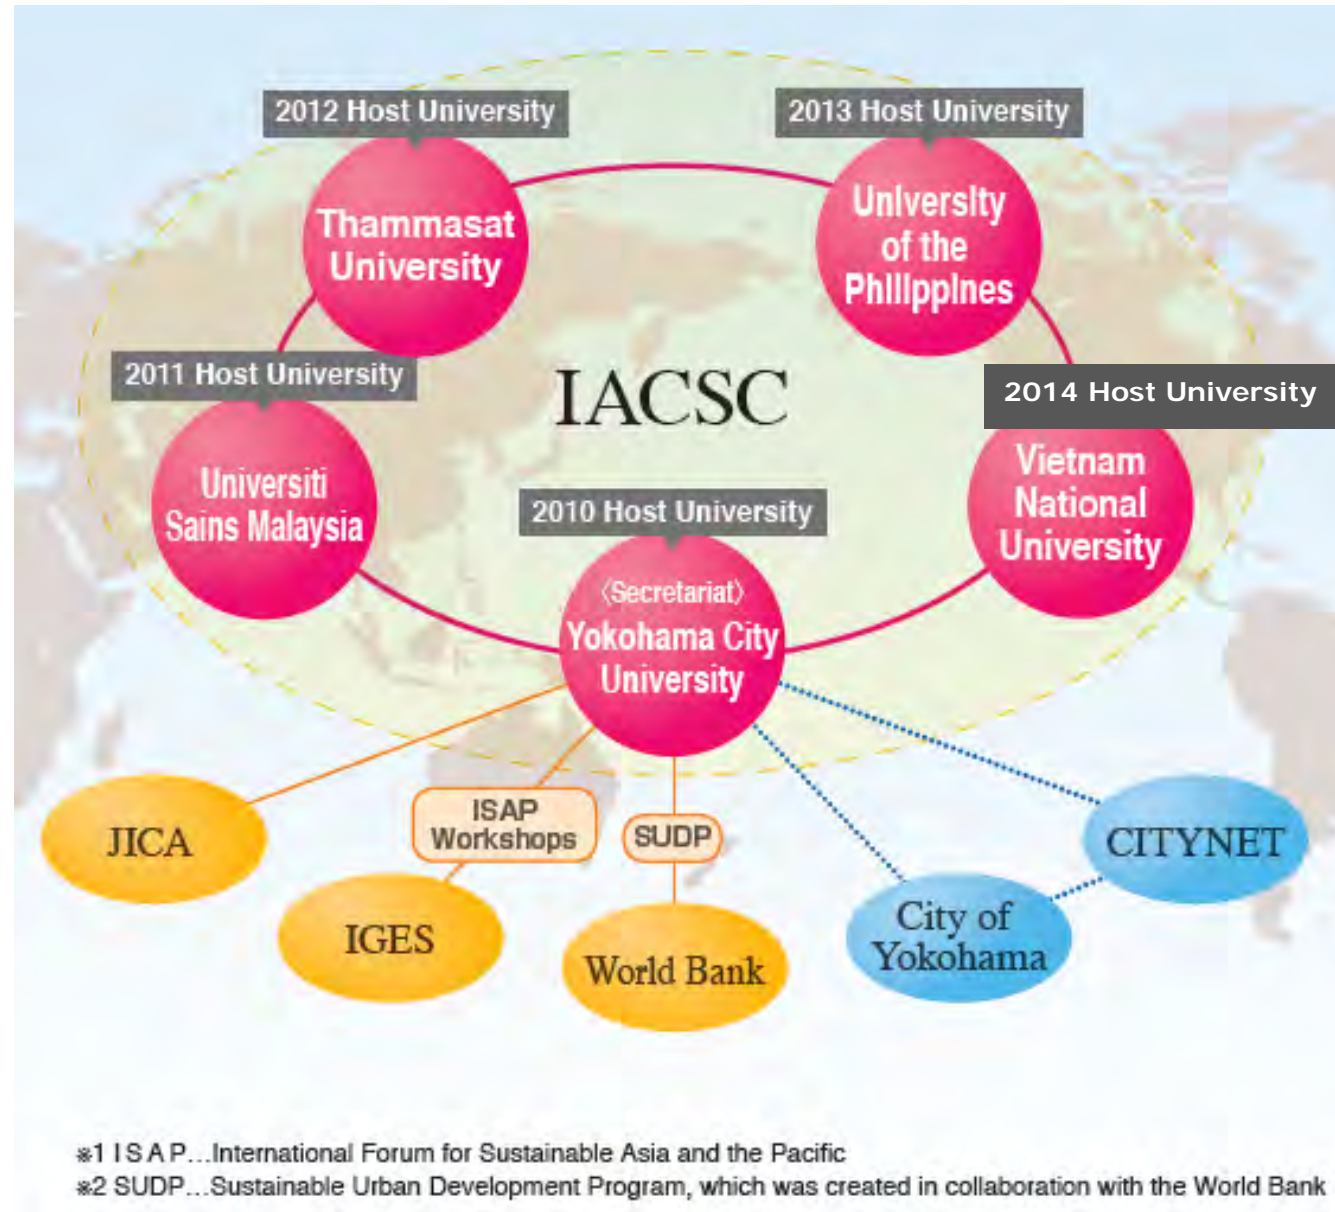 2012 Host University
2013 Host University
Thammasat
University
University
of the
Philippines
2011 Host University
IACSC
2014 Host University
Universiti
Sains Malaysia
2010 Host University
Vietnam
National
University
〈Secretariat〉
Yokohama City
University
JICA
ISAP
Workshops
SUDP
CITYNET
IGES
World Bank
City of
Yokohama
※1 ISAP...International Forum for Sustainable Asia and the Pacific
※2 SUDP...Sustainable Urban Development Program, which was created in collaboration with the World Bank